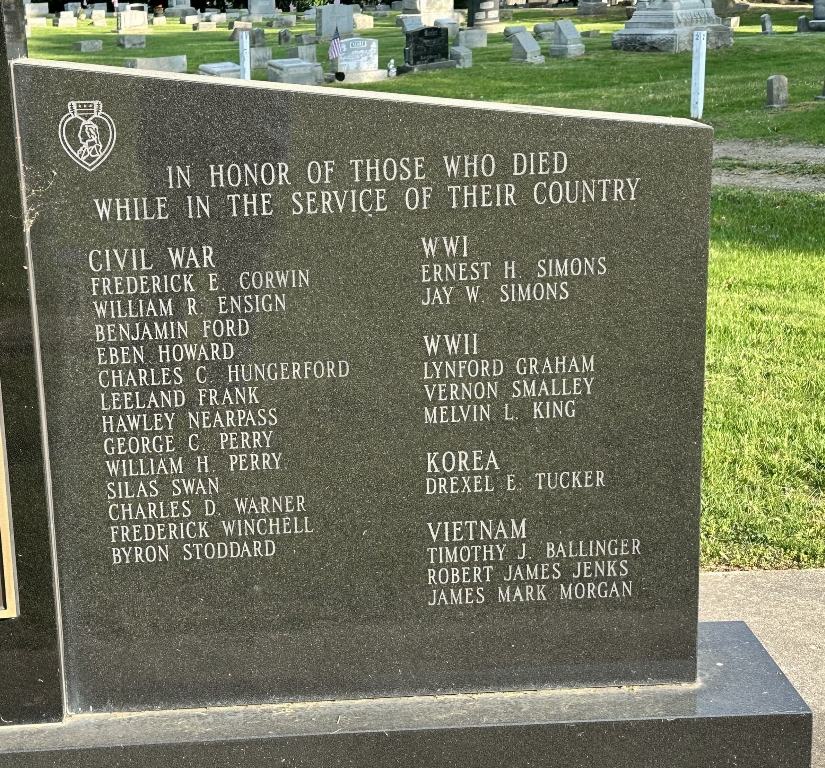 IN HONOR OF THOSE WHO DIED
WHILE IN THE SERVICE OF THEIR COUNTRY
CIVIL WAR
FREDERICK E. CORWIN
WILLIAM R. ENSIGN
BENJAMIN FORD
EBEN HOWARD
CHARLES C. HUNGERFORD
LEELAND FRANK
HAWLEY NEARPASS
GEORGE C. PERRY
WILLIAM H. PERRY
SILAS SWAN
CHARLES D. WARNER
FREDERICK WINCHELL
BYRON STODDARD
WWI
ERNEST H. SIMONS
JAY W. SIMONS
WWII
LYNFORD GRAHAM
VERNON SMALLEY
MELVIN L. KING
KOREA
DREXEL E. TUCKER
VIETNAM
TIMOTHY J. BALLINGER
ROBERT JAMES JENKS
JAMES MARK MORGAN